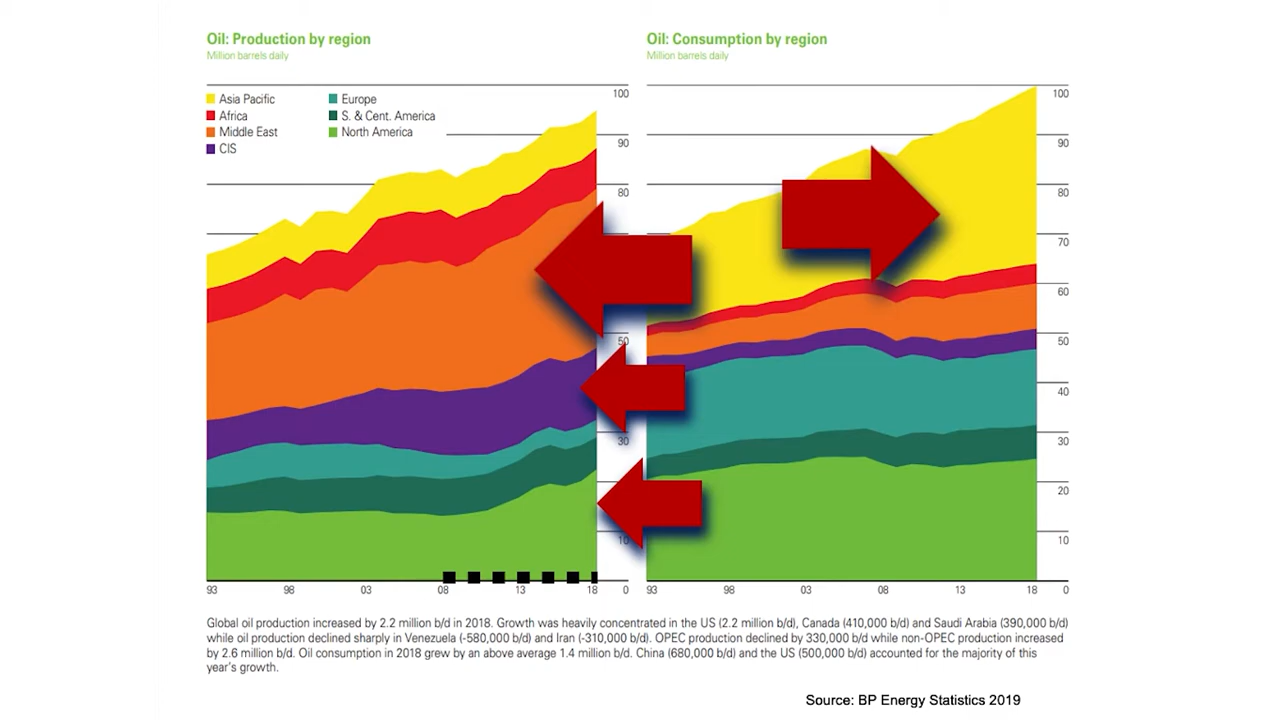 Oil: Production by region
Million barrels daily
Asia Pacific
Africa
Middle East
CIS
Europe
S. & Cent. America
North America
100
90
80
50
30
10
0
93 98 03 08 13 18
Oil: Consumption by region
Million barrels daily
100
90
80
70
60
50
40
30
20
10
0
93 98 03 08 13 18
Global oil production increased by 2.2 million b/d in 2018. Growth was heavily concentrated in the US (2.2 million b/d), Canada (410,000 b/d) and Saudi Arabia (390,000 b/d)
while oil production declined sharply in Venezuela (-580,000 b/d) and Iran (-310,000 b/d). OPEC production declined by 330,000 b/d while non-OPEC production increased
by 2.6 million b/d. Oil consumption in 2018 grew by an above average 1.4 million b/d. China (680,000 b/d) and the US (500,000 b/d) accounted for the majority of this
year's growth.
Source: BP Energy Statistics 2019